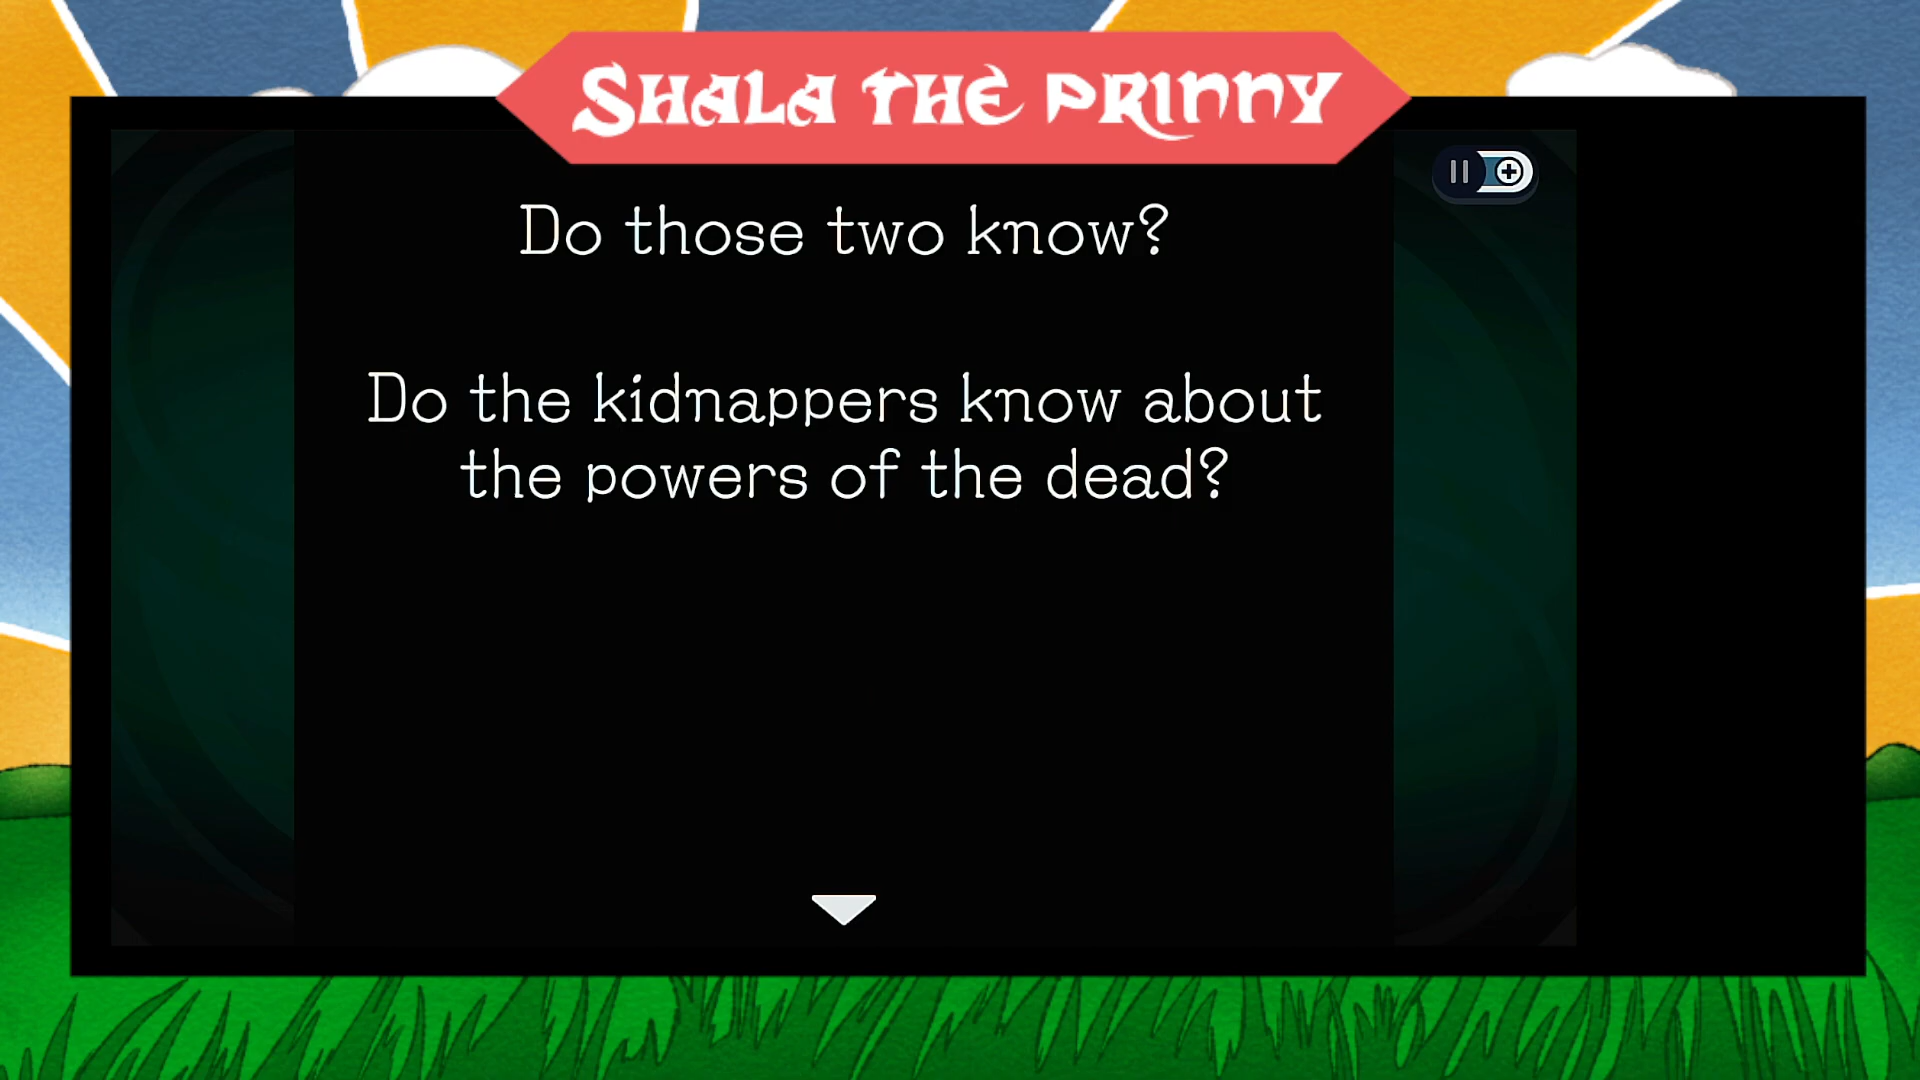 SHALA THE PRINNY
Do those two know?
Do the kidnappers know about
the powers of the dead?